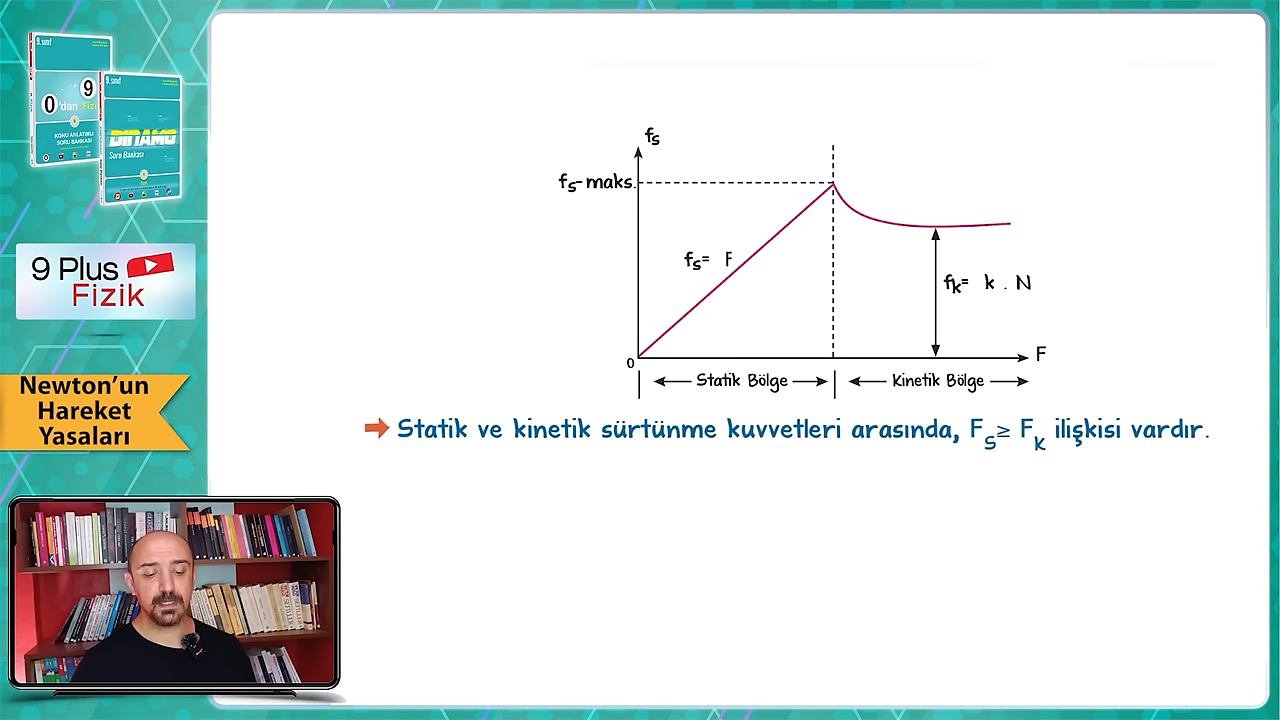 9.sınıf
0'dan 9
Fizik
KONU ANLATIMLI
SORU BANKASI
9.sınıf
DİNAMO
Soru Bankası
9 Plus
Fizik
Newton'un
Hareket
Yasaları
fs
fs-maks.
fs= F
fk= k . N
0
F
Statik Bölge
Kinetik Bölge
Statik ve kinetik sürtünme kuvvetleri arasında, Fs≥ Fk ilişkisi vardır.